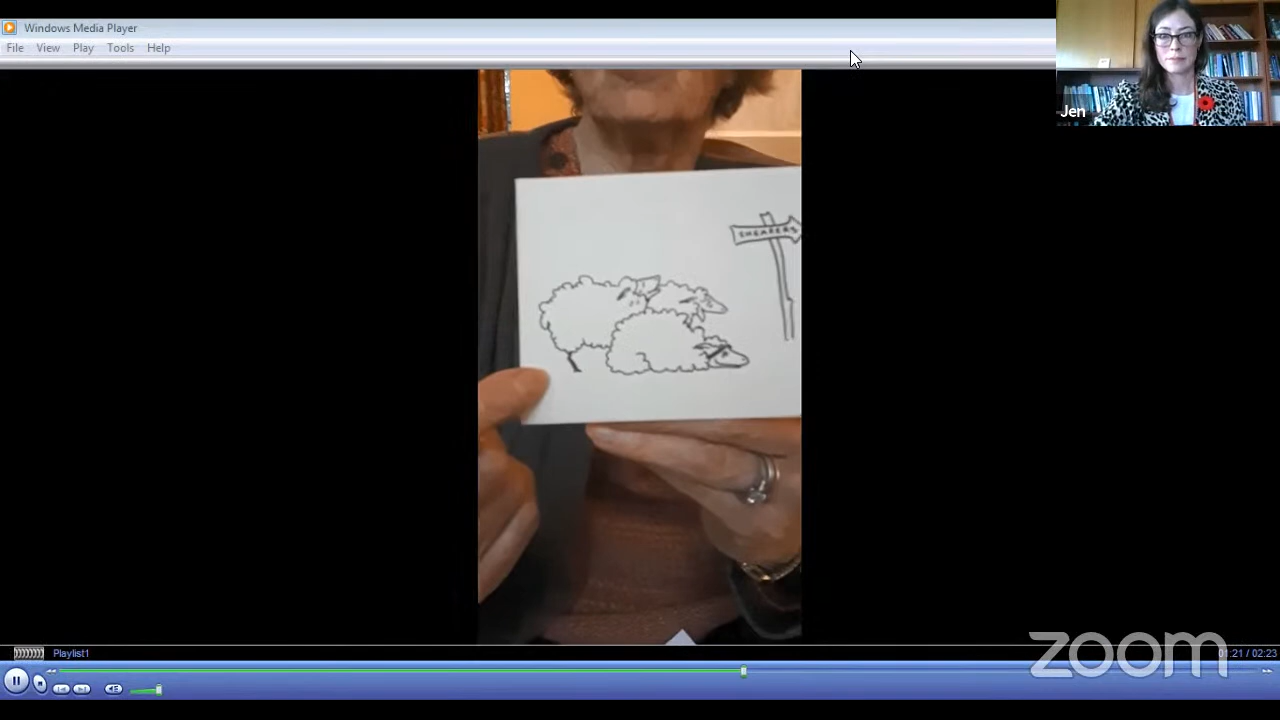 Windows Media Player
File View Play Tools Help
Jen
SHEARERS
Playlist1
01:21 / 02:23
zoom